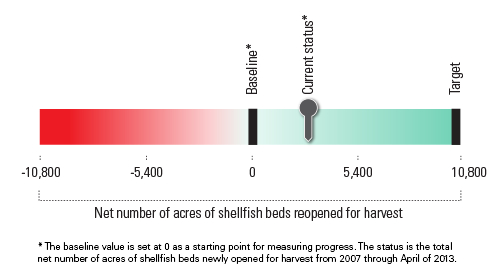 Baseline*
Current status*
Target
-10,800
-5,400
0
5,400
10,800
Net number of acres of shellfish beds reopened for harvest
* The baseline value is set at 0 as a starting point for measuring progress. The status is the total
net number of acres of shellfish beds newly opened for harvest from 2007 through April of 2013.